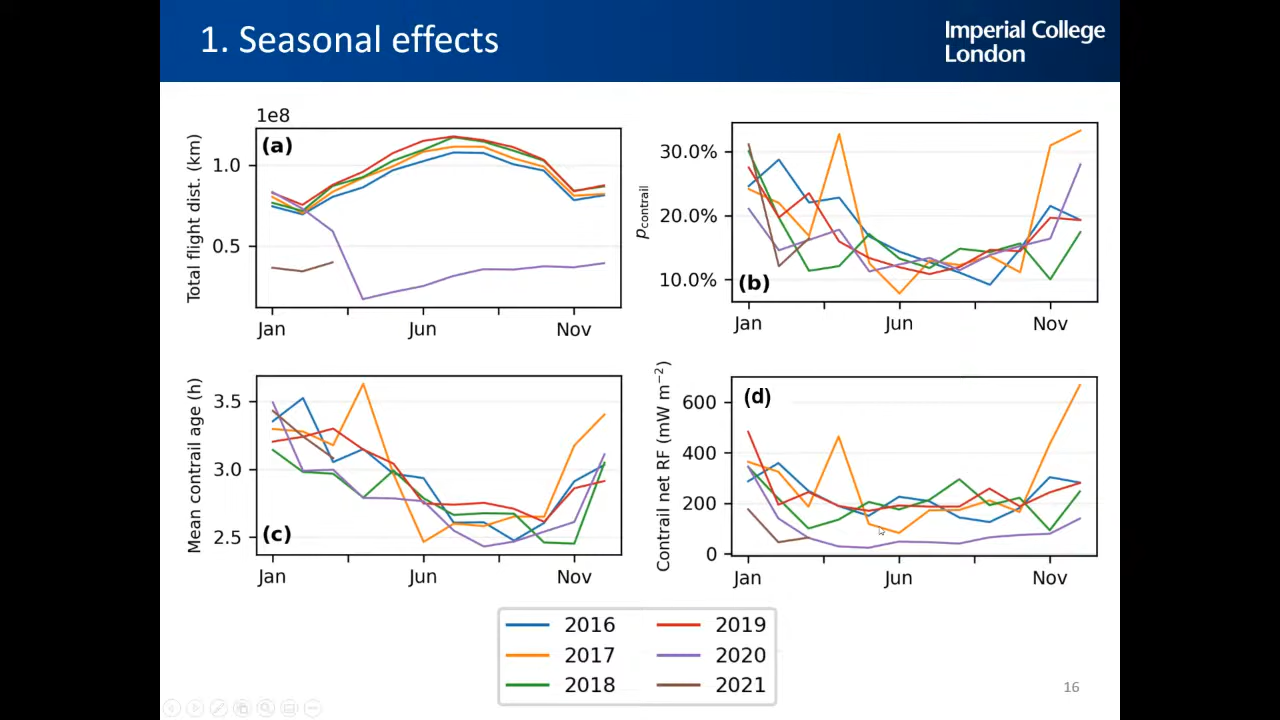 1. Seasonal effects
Imperial College
London
1e8
(a)
Total flight dist. (km)
1.0
0.5
Jan
Jun
Nov
p_contrail
30.0%
20.0%
10.0%
(b)
Jan
Jun
Nov
Mean contrail age (h)
3.5
3.0
2.5
(c)
Jan
Jun
Nov
Contrail net RF (mW m⁻²)
(d)
600
400
200
0
Jan
Jun
Nov
2016
2019
2017
2020
2018
2021
16